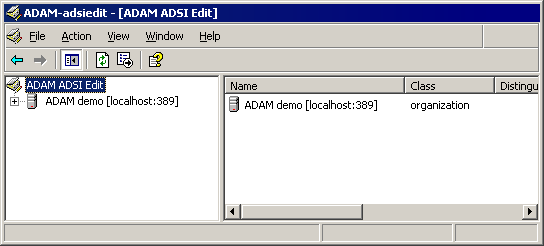 ADAM-adsiedit - [ADAM ADSI Edit]
File Action View Window Help
ADAM ADSI Edit
ADAM demo [localhost:389]
Name Class Distingu
ADAM demo [localhost:389] organization